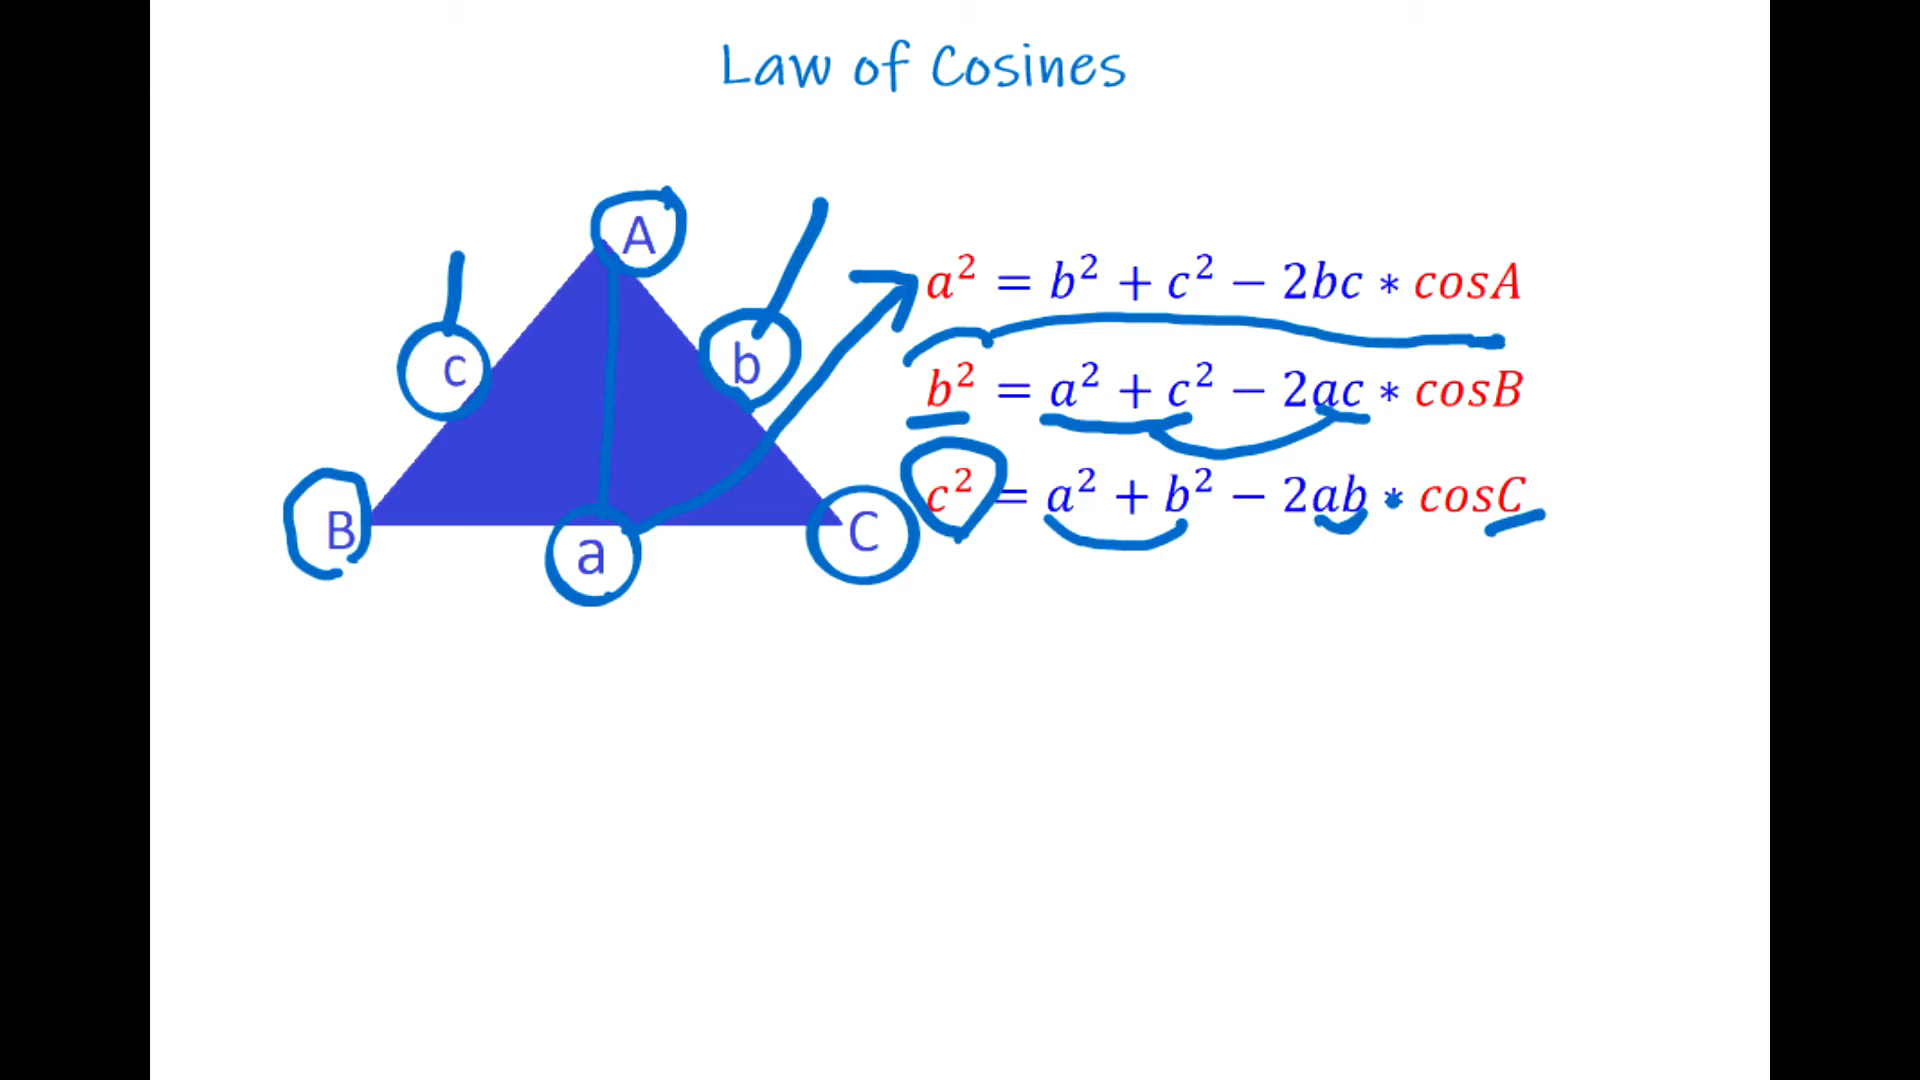 Law of Cosines
A
c
b
B
a
C
a² = b² + c² − 2bc ∗ cosA
b² = a² + c² − 2ac ∗ cosB
c² = a² + b² − 2ab ∗ cosC